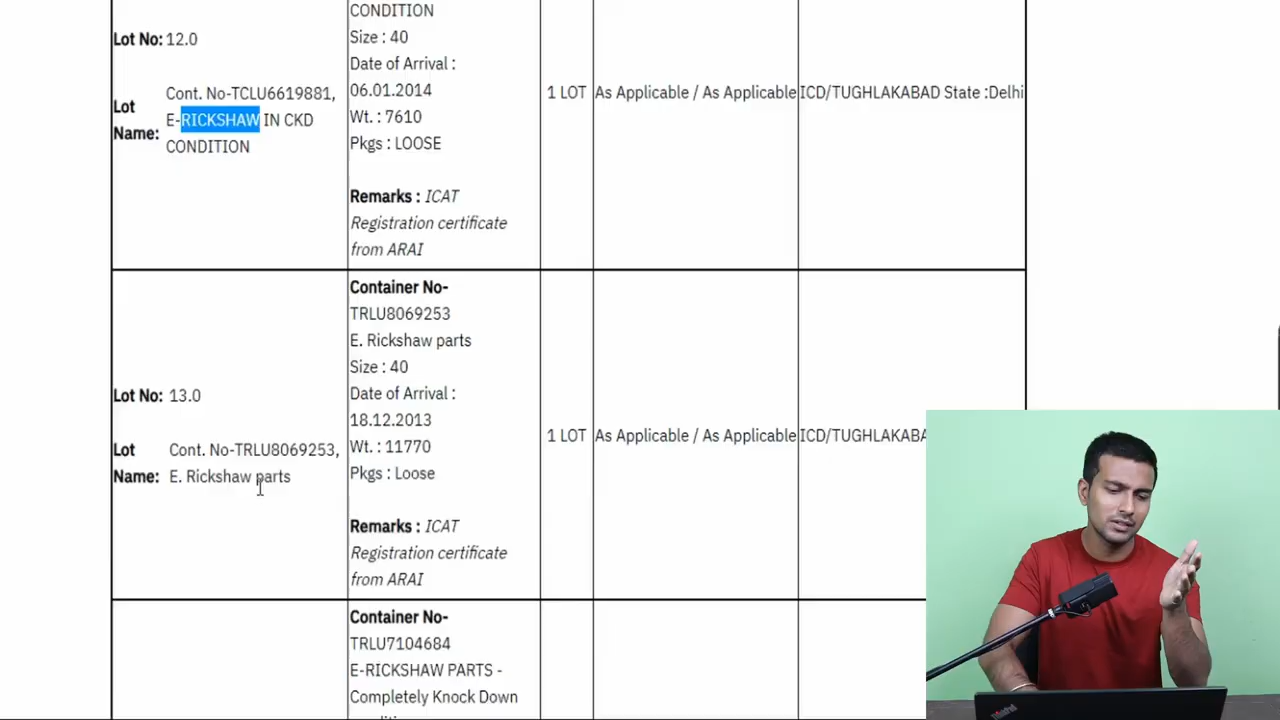 CONDITION
Lot No: 12.0
Size : 40
Date of Arrival :
06.01.2014
Lot Name: Cont. No-TCLU6619881,
E-RICKSHAW IN CKD
CONDITION
Wt. : 7610
Pkgs : LOOSE
1 LOT
As Applicable / As Applicable
ICD/TUGHLAKABAD State :Delhi
Remarks : ICAT
Registration certificate
from ARAI
Container No-
TRLU8069253
E. Rickshaw parts
Size : 40
Date of Arrival :
18.12.2013
Wt. : 11770
Pkgs : Loose
Lot No: 13.0
Lot Name: Cont. No-TRLU8069253,
E. Rickshaw parts
1 LOT
As Applicable / As Applicable
ICD/TUGHLAKABA
Remarks : ICAT
Registration certificate
from ARAI
Container No-
TRLU7104684
E-RICKSHAW PARTS -
Completely Knock Down